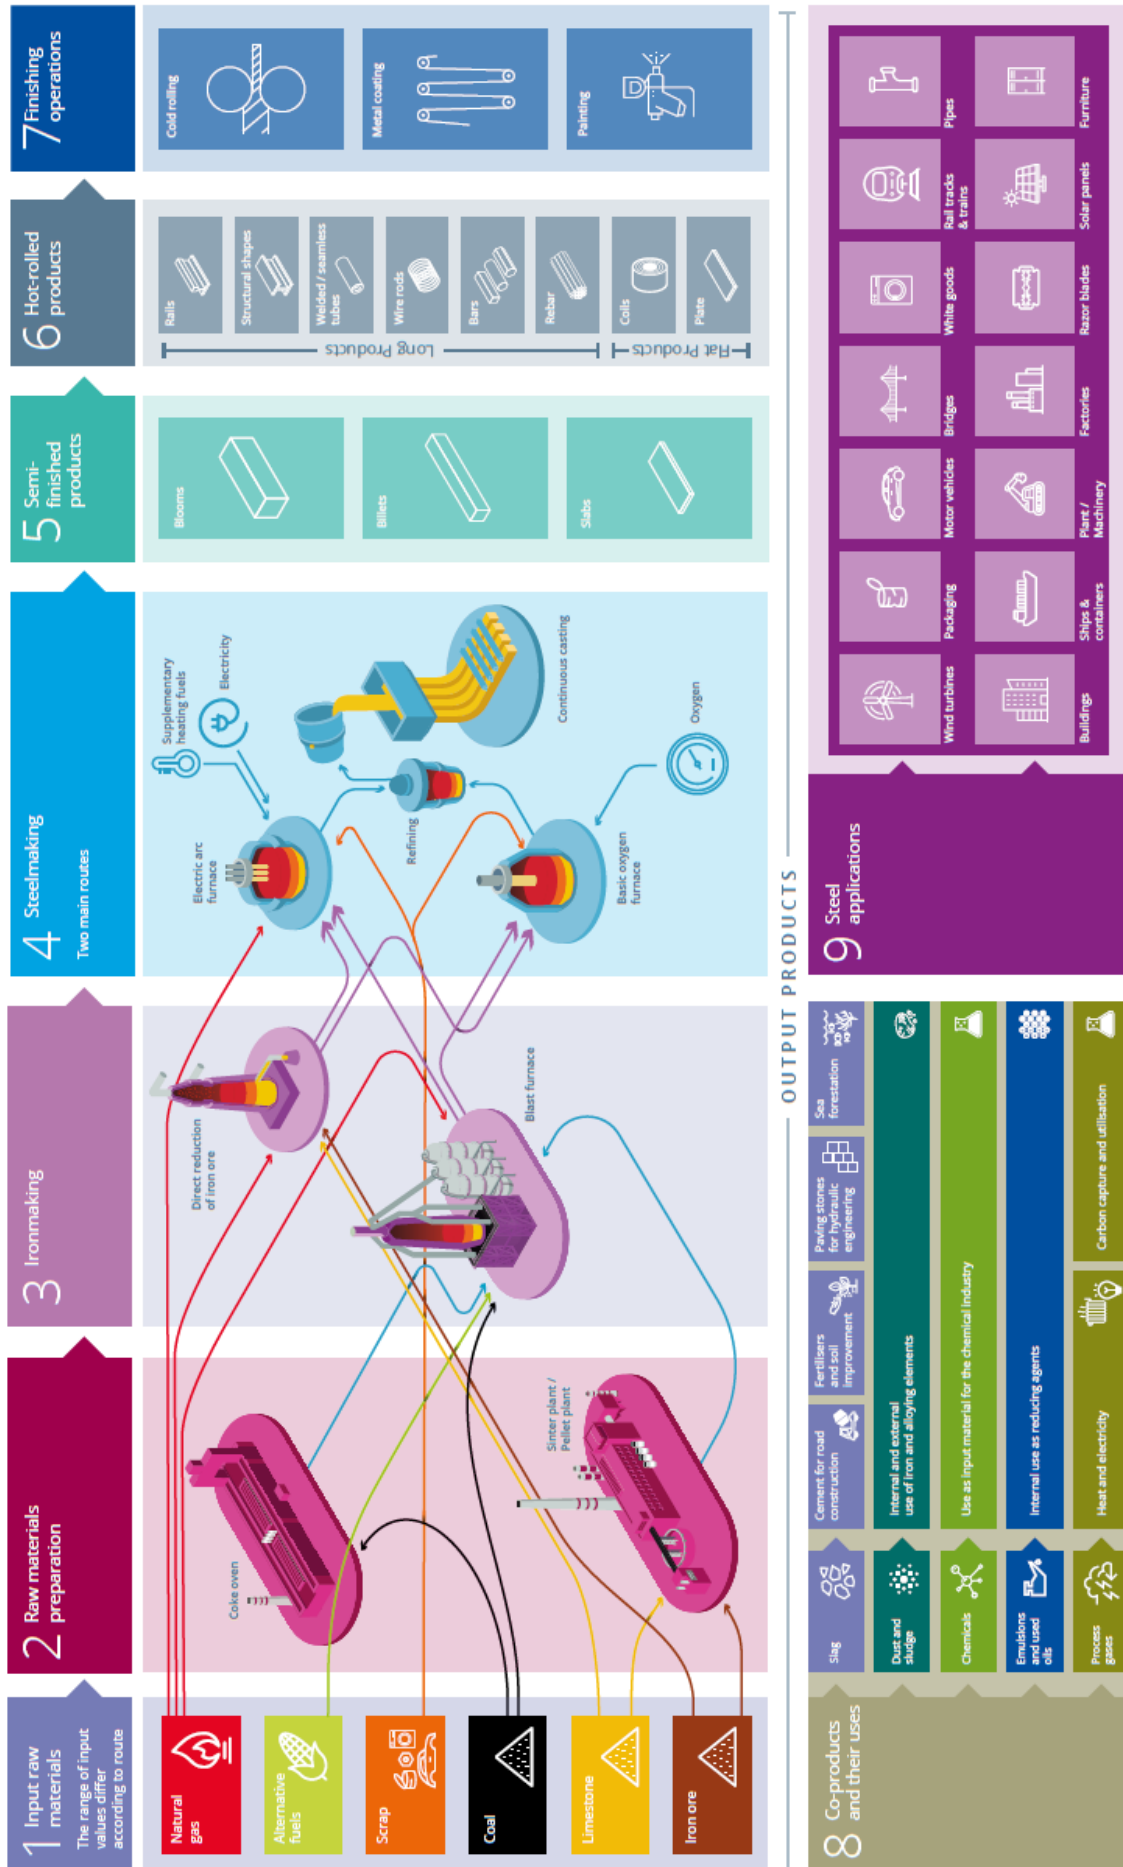 1 Input raw
materials
The range of input
values differ
according to route
2 Raw materials
preparation
3 Ironmaking
4 Steelmaking
Two main routes
5 Semi-
finished
products
6 Hot-rolled
products
7 Finishing
operations
Natural
gas
Alternative
fuels
Scrap
Coal
Limestone
Iron ore
Coke oven
Sinter plant /
Pellet plant
Direct reduction
of iron ore
Blast furnace
Electric arc
furnace
Supplementary
heating fuels
Electricity
Refining
Basic oxygen
furnace
Continuous casting
Oxygen
Blooms
Billets
Slabs
Long Products
Rails
Structural shapes
Welded / seamless
tubes
Wire rods
Bars
Rebar
Flat Products
Coils
Plate
Cold rolling
Metal coating
Painting
OUTPUT PRODUCTS
8 Co-products
and their uses
Slag
Cement for road
construction
Fertilisers
and soil
improvement
Paving stones
for hydraulic
engineering
Sea
forestation
Dust and
sludge
Internal and external
use of iron and alloying elements
Chemicals
Use as input material for the chemical industry
Emulsions
and used
oils
Internal use as reducing agents
Process
gases
Heat and electricity
Carbon capture and utilisation
9 Steel
applications
Wind turbines
Packaging
Motor vehicles
Bridges
White goods
Rail tracks
& trains
Pipes
Buildings
Ships &
containers
Plant /
Machinery
Factories
Razor blades
Solar panels
Furniture